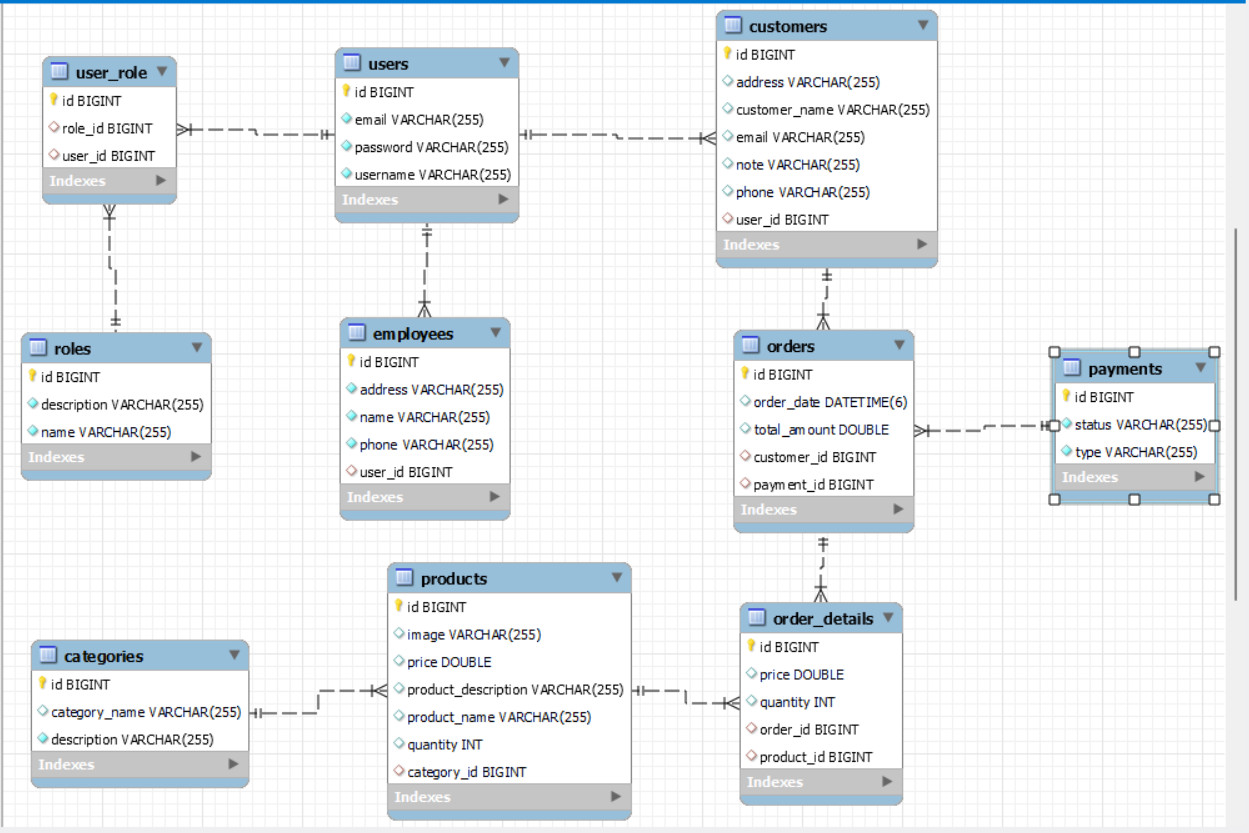 user_role
id BIGINT
role_id BIGINT
user_id BIGINT
Indexes
users
id BIGINT
email VARCHAR(255)
password VARCHAR(255)
username VARCHAR(255)
Indexes
customers
id BIGINT
address VARCHAR(255)
customer_name VARCHAR(255)
email VARCHAR(255)
note VARCHAR(255)
phone VARCHAR(255)
user_id BIGINT
Indexes
roles
id BIGINT
description VARCHAR(255)
name VARCHAR(255)
Indexes
employees
id BIGINT
address VARCHAR(255)
name VARCHAR(255)
phone VARCHAR(255)
user_id BIGINT
Indexes
orders
id BIGINT
order_date DATETIME(6)
total_amount DOUBLE
customer_id BIGINT
payment_id BIGINT
Indexes
payments
id BIGINT
status VARCHAR(255)
type VARCHAR(255)
Indexes
categories
id BIGINT
category_name VARCHAR(255)
description VARCHAR(255)
Indexes
products
id BIGINT
image VARCHAR(255)
price DOUBLE
product_description VARCHAR(255)
product_name VARCHAR(255)
quantity INT
category_id BIGINT
Indexes
order_details
id BIGINT
price DOUBLE
quantity INT
order_id BIGINT
product_id BIGINT
Indexes